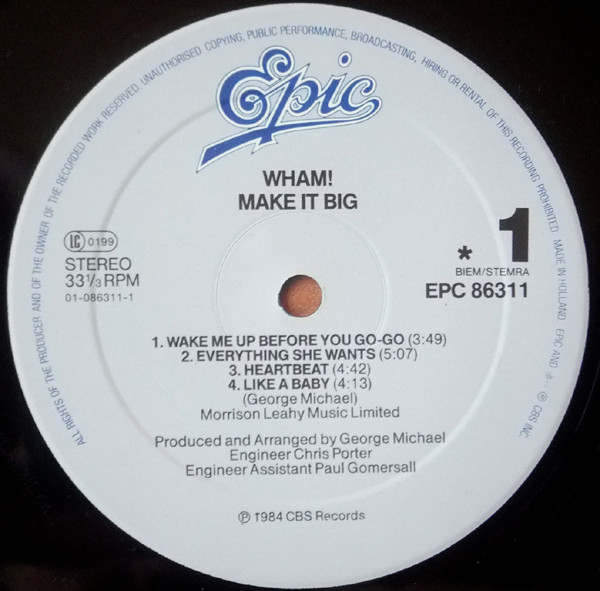 ALL RIGHTS OF THE PRODUCER AND OF THE OWNER OF THE RECORDED WORK RESERVED. UNAUTHORISED COPYING, PUBLIC PERFORMANCE, BROADCASTING, HIRING OR RENTAL OF THIS RECORDING PROHIBITED MADE IN HOLLAND EPIC AND ® © CBS INC.
Epic
WHAM!
MAKE IT BIG
LC 0199
STEREO
33⅓ RPM
01-086311-1
* 1
BIEM/STEMRA
EPC 86311
1. WAKE ME UP BEFORE YOU GO-GO (3:49)
2. EVERYTHING SHE WANTS (5:07)
3. HEARTBEAT (4:42)
4. LIKE A BABY (4:13)
(George Michael)
Morrison Leahy Music Limited
Produced and Arranged by George Michael
Engineer Chris Porter
Engineer Assistant Paul Gomersall
℗ 1984 CBS Records